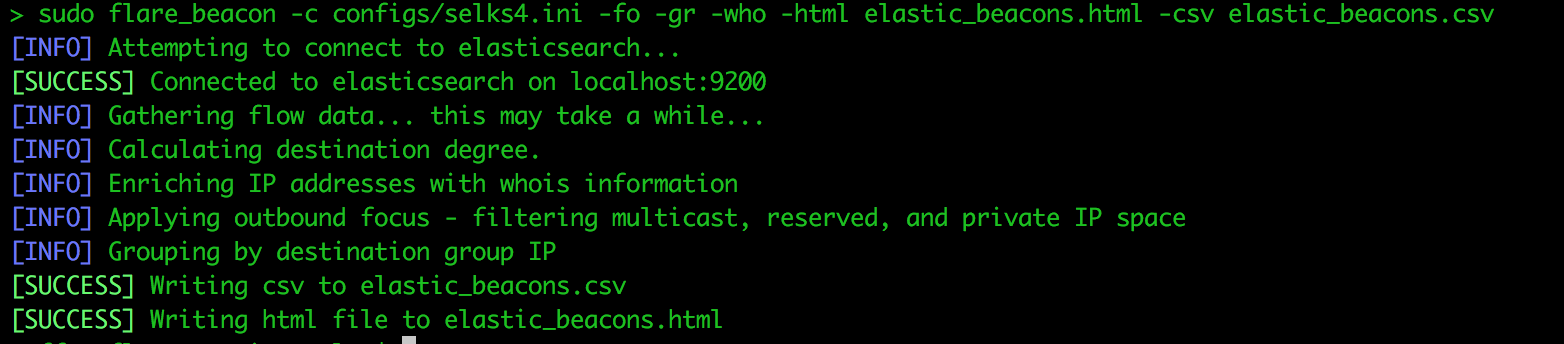 > sudo flare_beacon -c configs/selks4.ini -fo -gr -who -html elastic_beacons.html -csv elastic_beacons.csv
[INFO] Attempting to connect to elasticsearch...
[SUCCESS] Connected to elasticsearch on localhost:9200
[INFO] Gathering flow data... this may take a while...
[INFO] Calculating destination degree.
[INFO] Enriching IP addresses with whois information
[INFO] Applying outbound focus - filtering multicast, reserved, and private IP space
[INFO] Grouping by destination group IP
[SUCCESS] Writing csv to elastic_beacons.csv
[SUCCESS] Writing html file to elastic_beacons.html